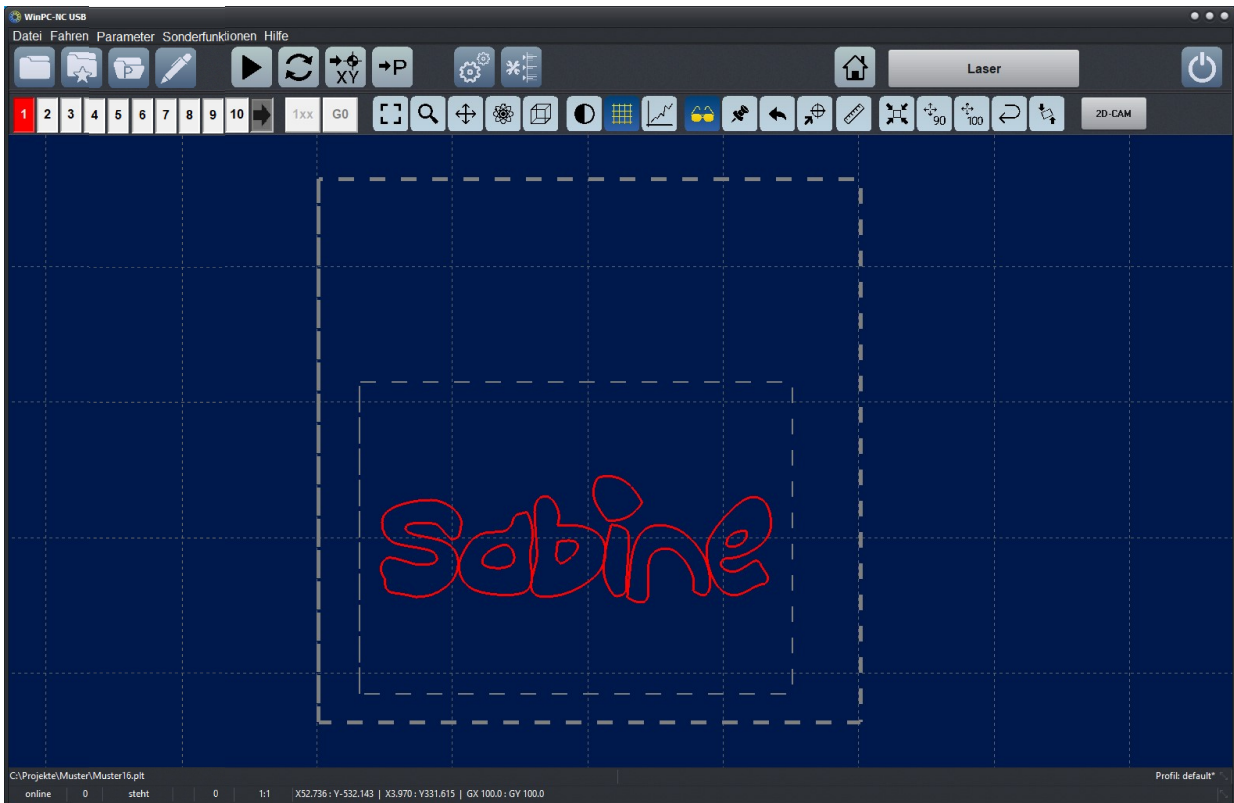 WinPC-NC USB
Datei Fahren Parameter Sonderfunktionen Hilfe
P XY P Laser
1 2 3 4 5 6 7 8 9 10 1xx G0 90 100 2D-CAM
Sabine
C:\Projekte\Muster\Muster16.plt Profil: default*
online 0 steht 0 1:1 X52.736 : Y-532.143 | X3.970 : Y331.615 | GX 100.0 : GY 100.0